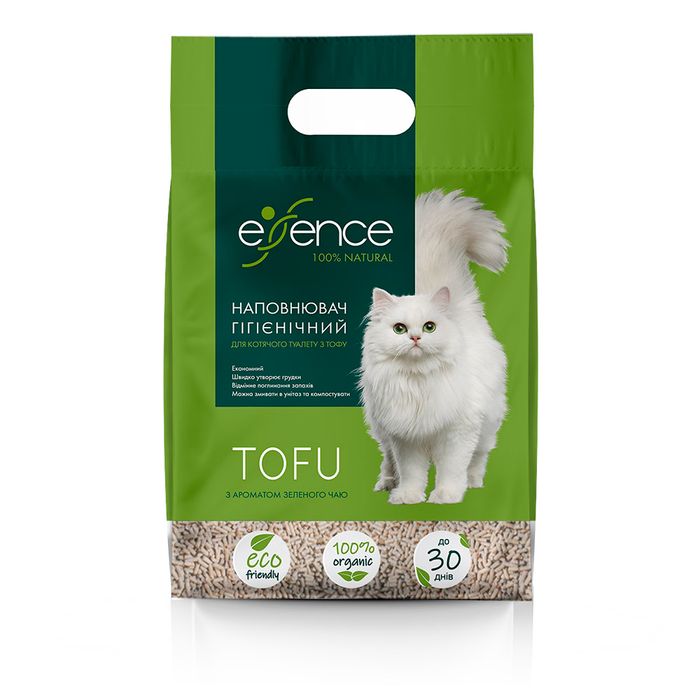 essence
100% NATURAL
НАПОВНЮВАЧ
ГІГІЄНІЧНИЙ
ДЛЯ КОТЯЧОГО ТУАЛЕТУ З ТОФУ
Економний
Швидко утворює грудки
Відмінне поглинання запахів
Можна змивати в унітаз та компостувати
TOFU
З АРОМАТОМ ЗЕЛЕНОГО ЧАЮ
eco
friendly
100%
organic
до
30
днів